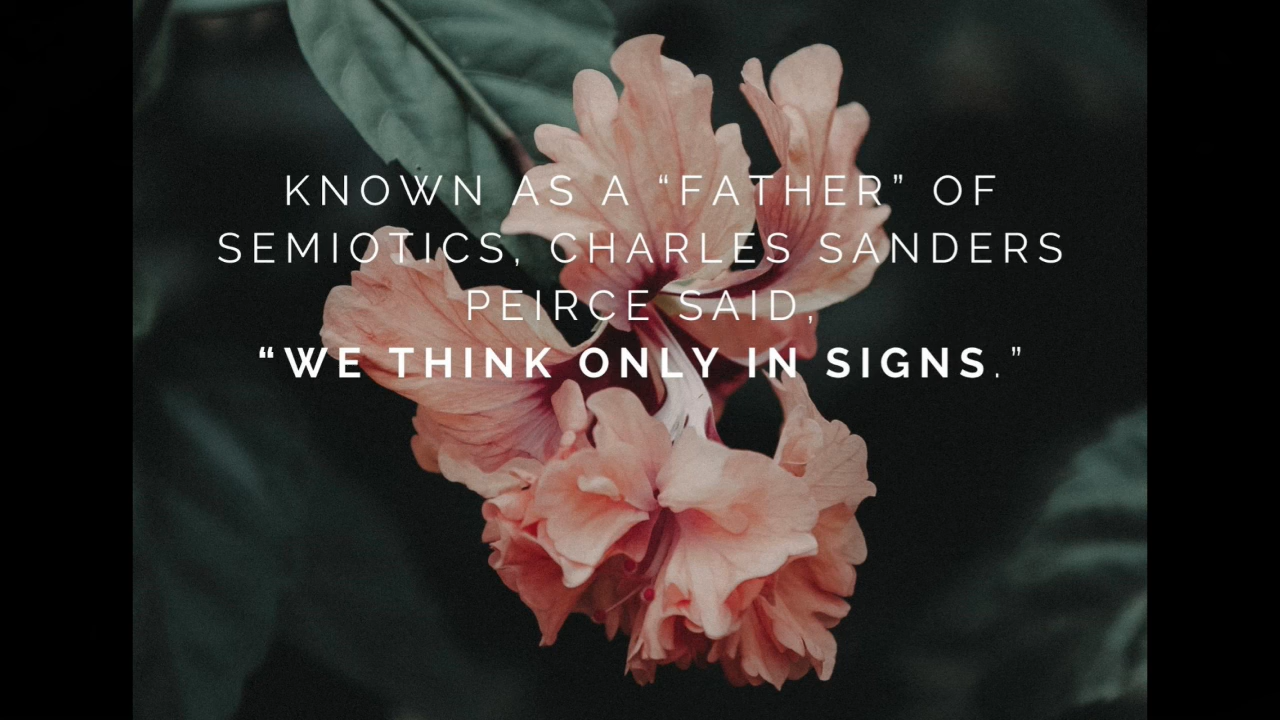 KNOWN AS A “FATHER” OF
SEMIOTICS, CHARLES SANDERS
PEIRCE SAID,
“WE THINK ONLY IN SIGNS.”